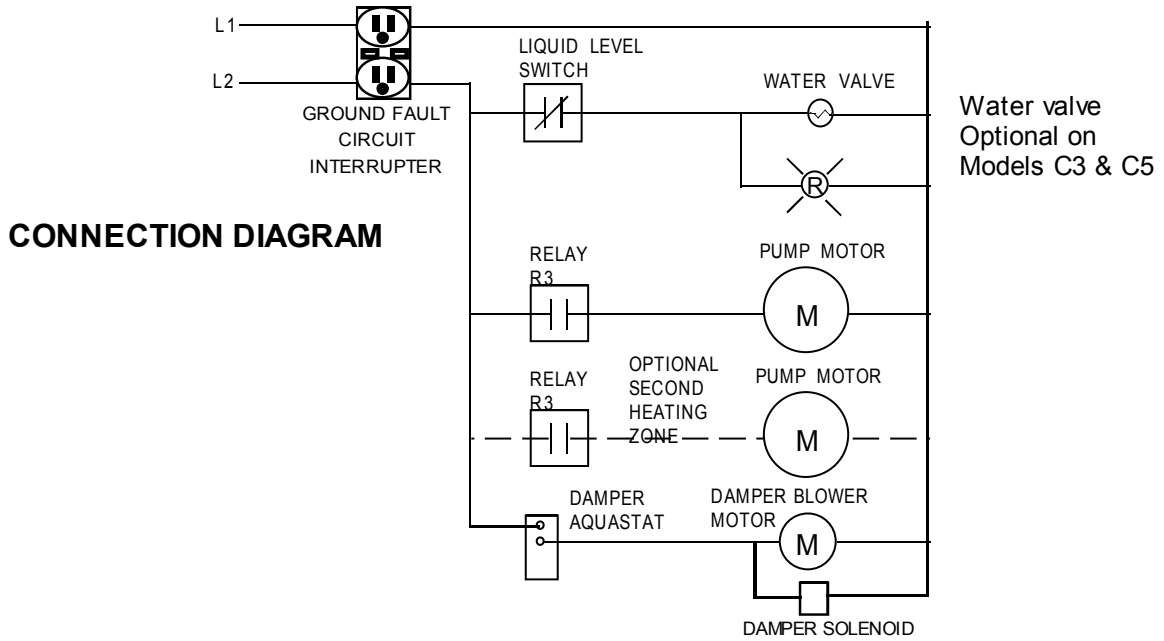 L1
L2
GROUND FAULT
CIRCUIT
INTERRUPTER
LIQUID LEVEL
SWITCH
WATER VALVE
Water valve
Optional on
Models C3 & C5
R
CONNECTION DIAGRAM
RELAY
R3
PUMP MOTOR
M
RELAY
R3
OPTIONAL
SECOND
HEATING
ZONE
PUMP MOTOR
M
DAMPER
AQUASTAT
DAMPER BLOWER
MOTOR
M
DAMPER SOLENOID